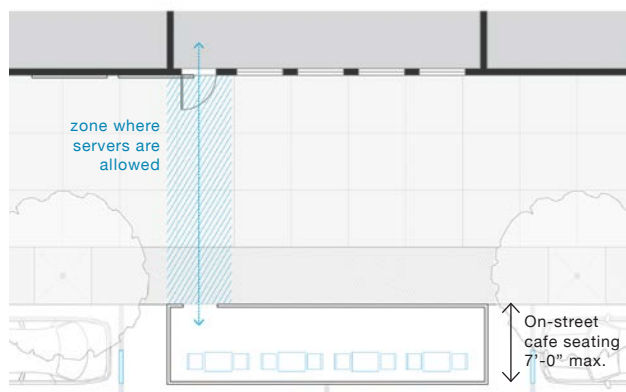 zone where
servers are
allowed
On-street
cafe seating
7'-0" max.